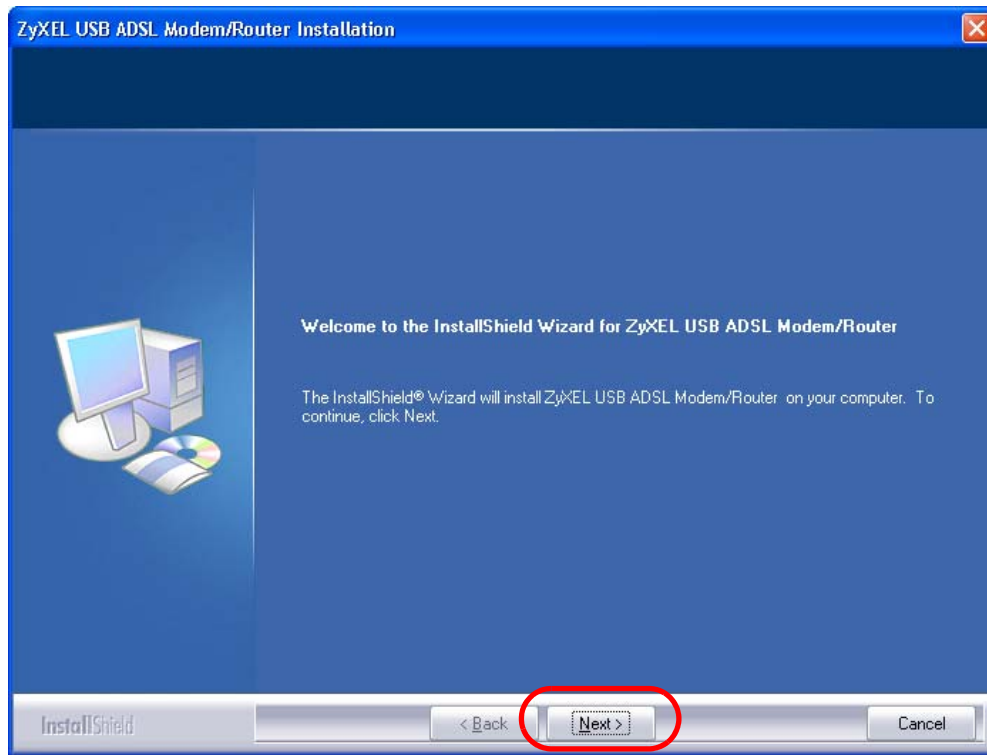 ZyXEL USB ADSL Modem/Router Installation
Welcome to the InstallShield Wizard for ZyXEL USB ADSL Modem/Router
The InstallShield® Wizard will install ZyXEL USB ADSL Modem/Router on your computer. To
continue, click Next.
InstallShield
< Back
Next >
Cancel